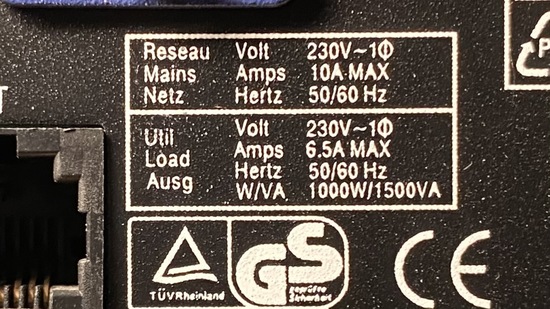 Reseau Volt 230V~1Φ
Mains Amps 10A MAX
Netz Hertz 50/60 Hz
Util Volt 230V~1Φ
Load Amps 6.5A MAX
Ausg Hertz 50/60 Hz
W/VA 1000W/1500VA
T
P
TÜVRheinland
GS
geprüfte
Sicherheit
CE